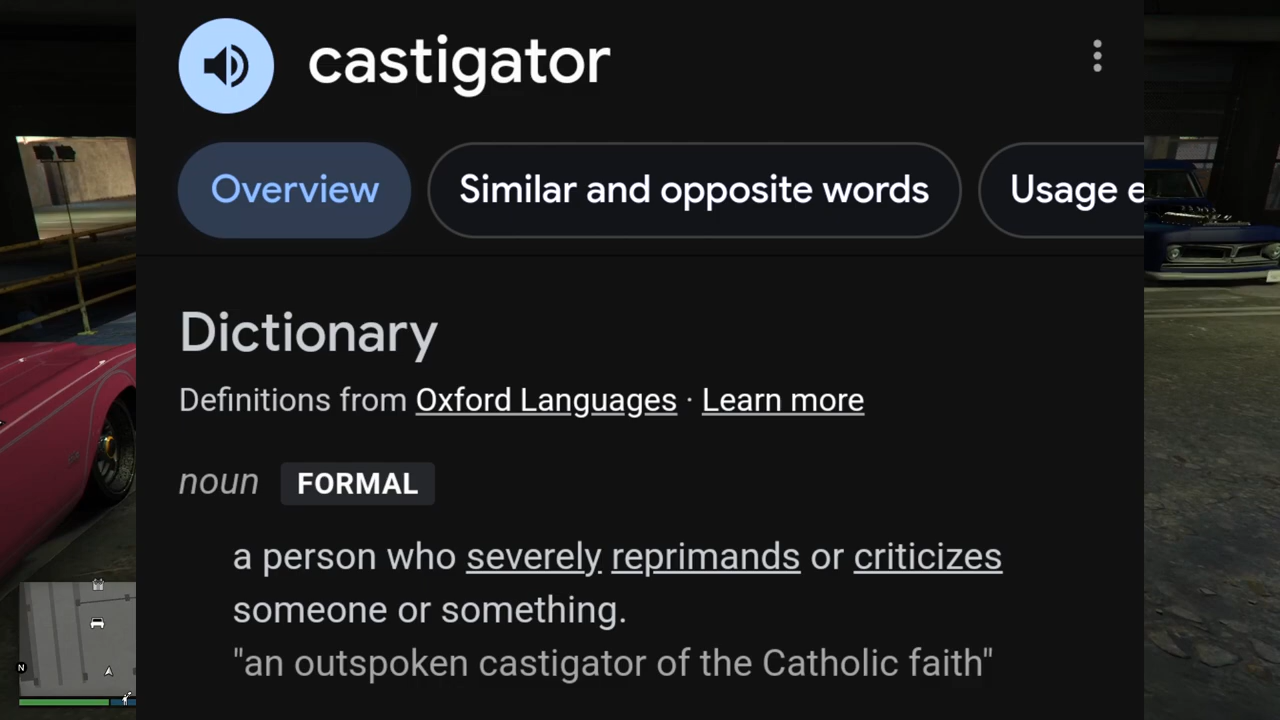 castigator
Overview
Similar and opposite words
Usage e
Dictionary
Definitions from Oxford Languages · Learn more
noun FORMAL
a person who severely reprimands or criticizes
someone or something.
"an outspoken castigator of the Catholic faith"
N